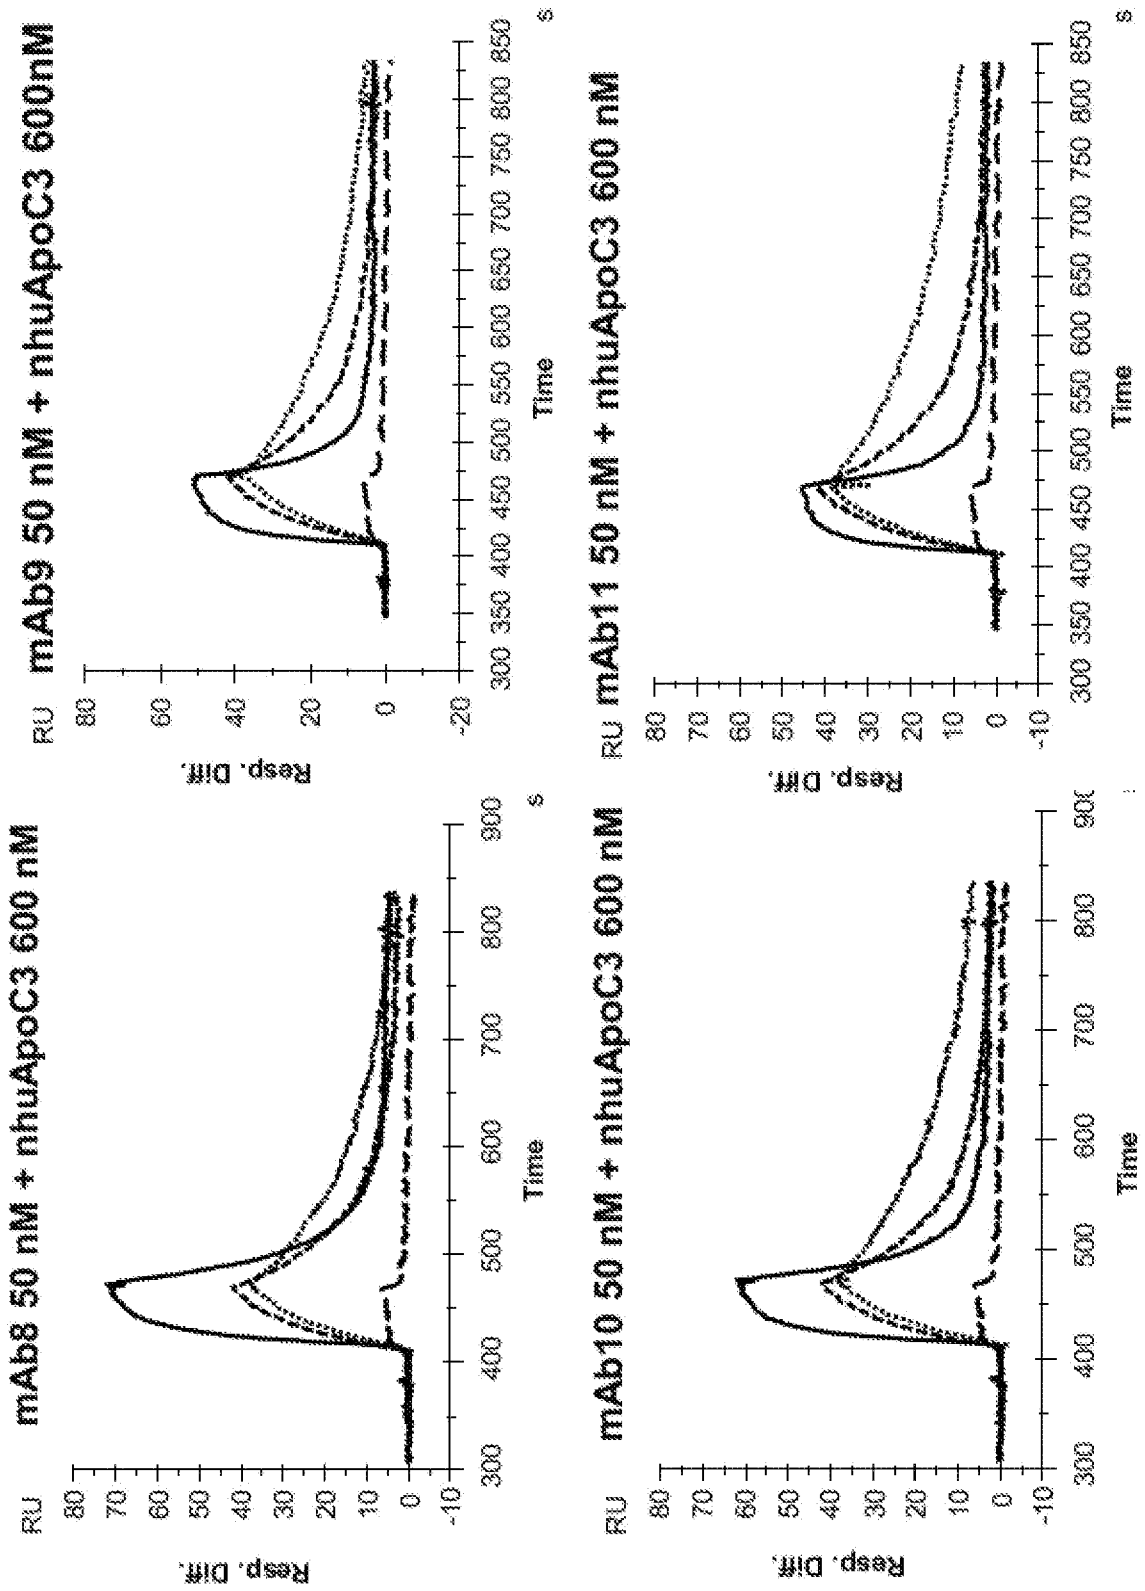 mAb8 50 nM + nhuApoC3 600 nM
RU
80
70
60
50
40
30
20
10
0
-10
Resp. Diff.
300 400 500 600 700 800 900
Time
s
mAb9 50 nM + nhuApoC3 600nM
RU
80
60
40
20
0
-20
Resp. Diff.
300 350 400 450 500 550 600 650 700 750 800 850
Time
s
mAb10 50 nM + nhuApoC3 600 nM
RU
80
70
60
50
40
30
20
10
0
-10
Resp. Diff.
300 400 500 600 700 800
Time
mAb11 50 nM + nhuApoC3 600 nM
RU
80
70
60
50
40
30
20
10
0
-10
Resp. Diff.
300 350 400 450 500 550 600 650 700 750 800 850
Time
s